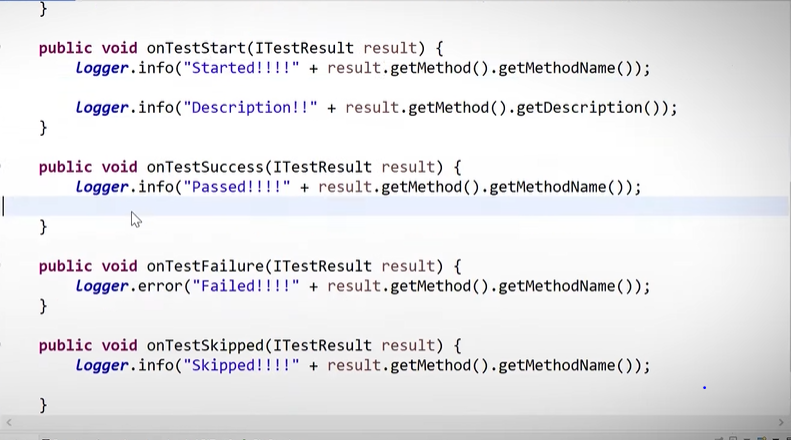 }
public void onTestStart(ITestResult result) {
Logger.info("Started!!!!" + result.getMethod().getMethodName());
Logger.info("Description!!" + result.getMethod().getDescription());
}
public void onTestSuccess(ITestResult result) {
Logger.info("Passed!!!!" + result.getMethod().getMethodName());
}
public void onTestFailure(ITestResult result) {
Logger.error("Failed!!!!" + result.getMethod().getMethodName());
}
public void onTestSkipped(ITestResult result) {
Logger.info("Skipped!!!!" + result.getMethod().getMethodName());
}